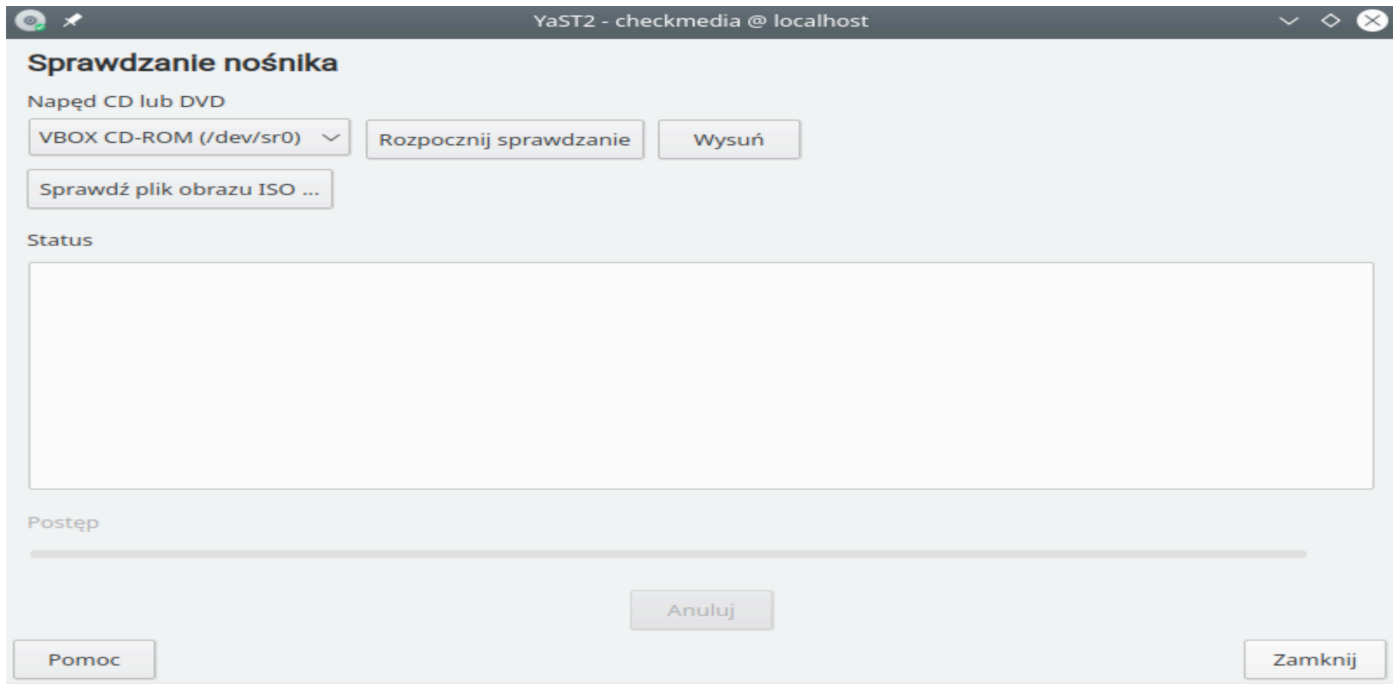 YaST2 - checkmedia @ localhost
Sprawdzanie nośnika
Napęd CD lub DVD
VBOX CD-ROM (/dev/sr0) Rozpocznij sprawdzanie Wysuń
Sprawdź plik obrazu ISO ...
Status
Postęp
Anuluj
Pomoc Zamknij